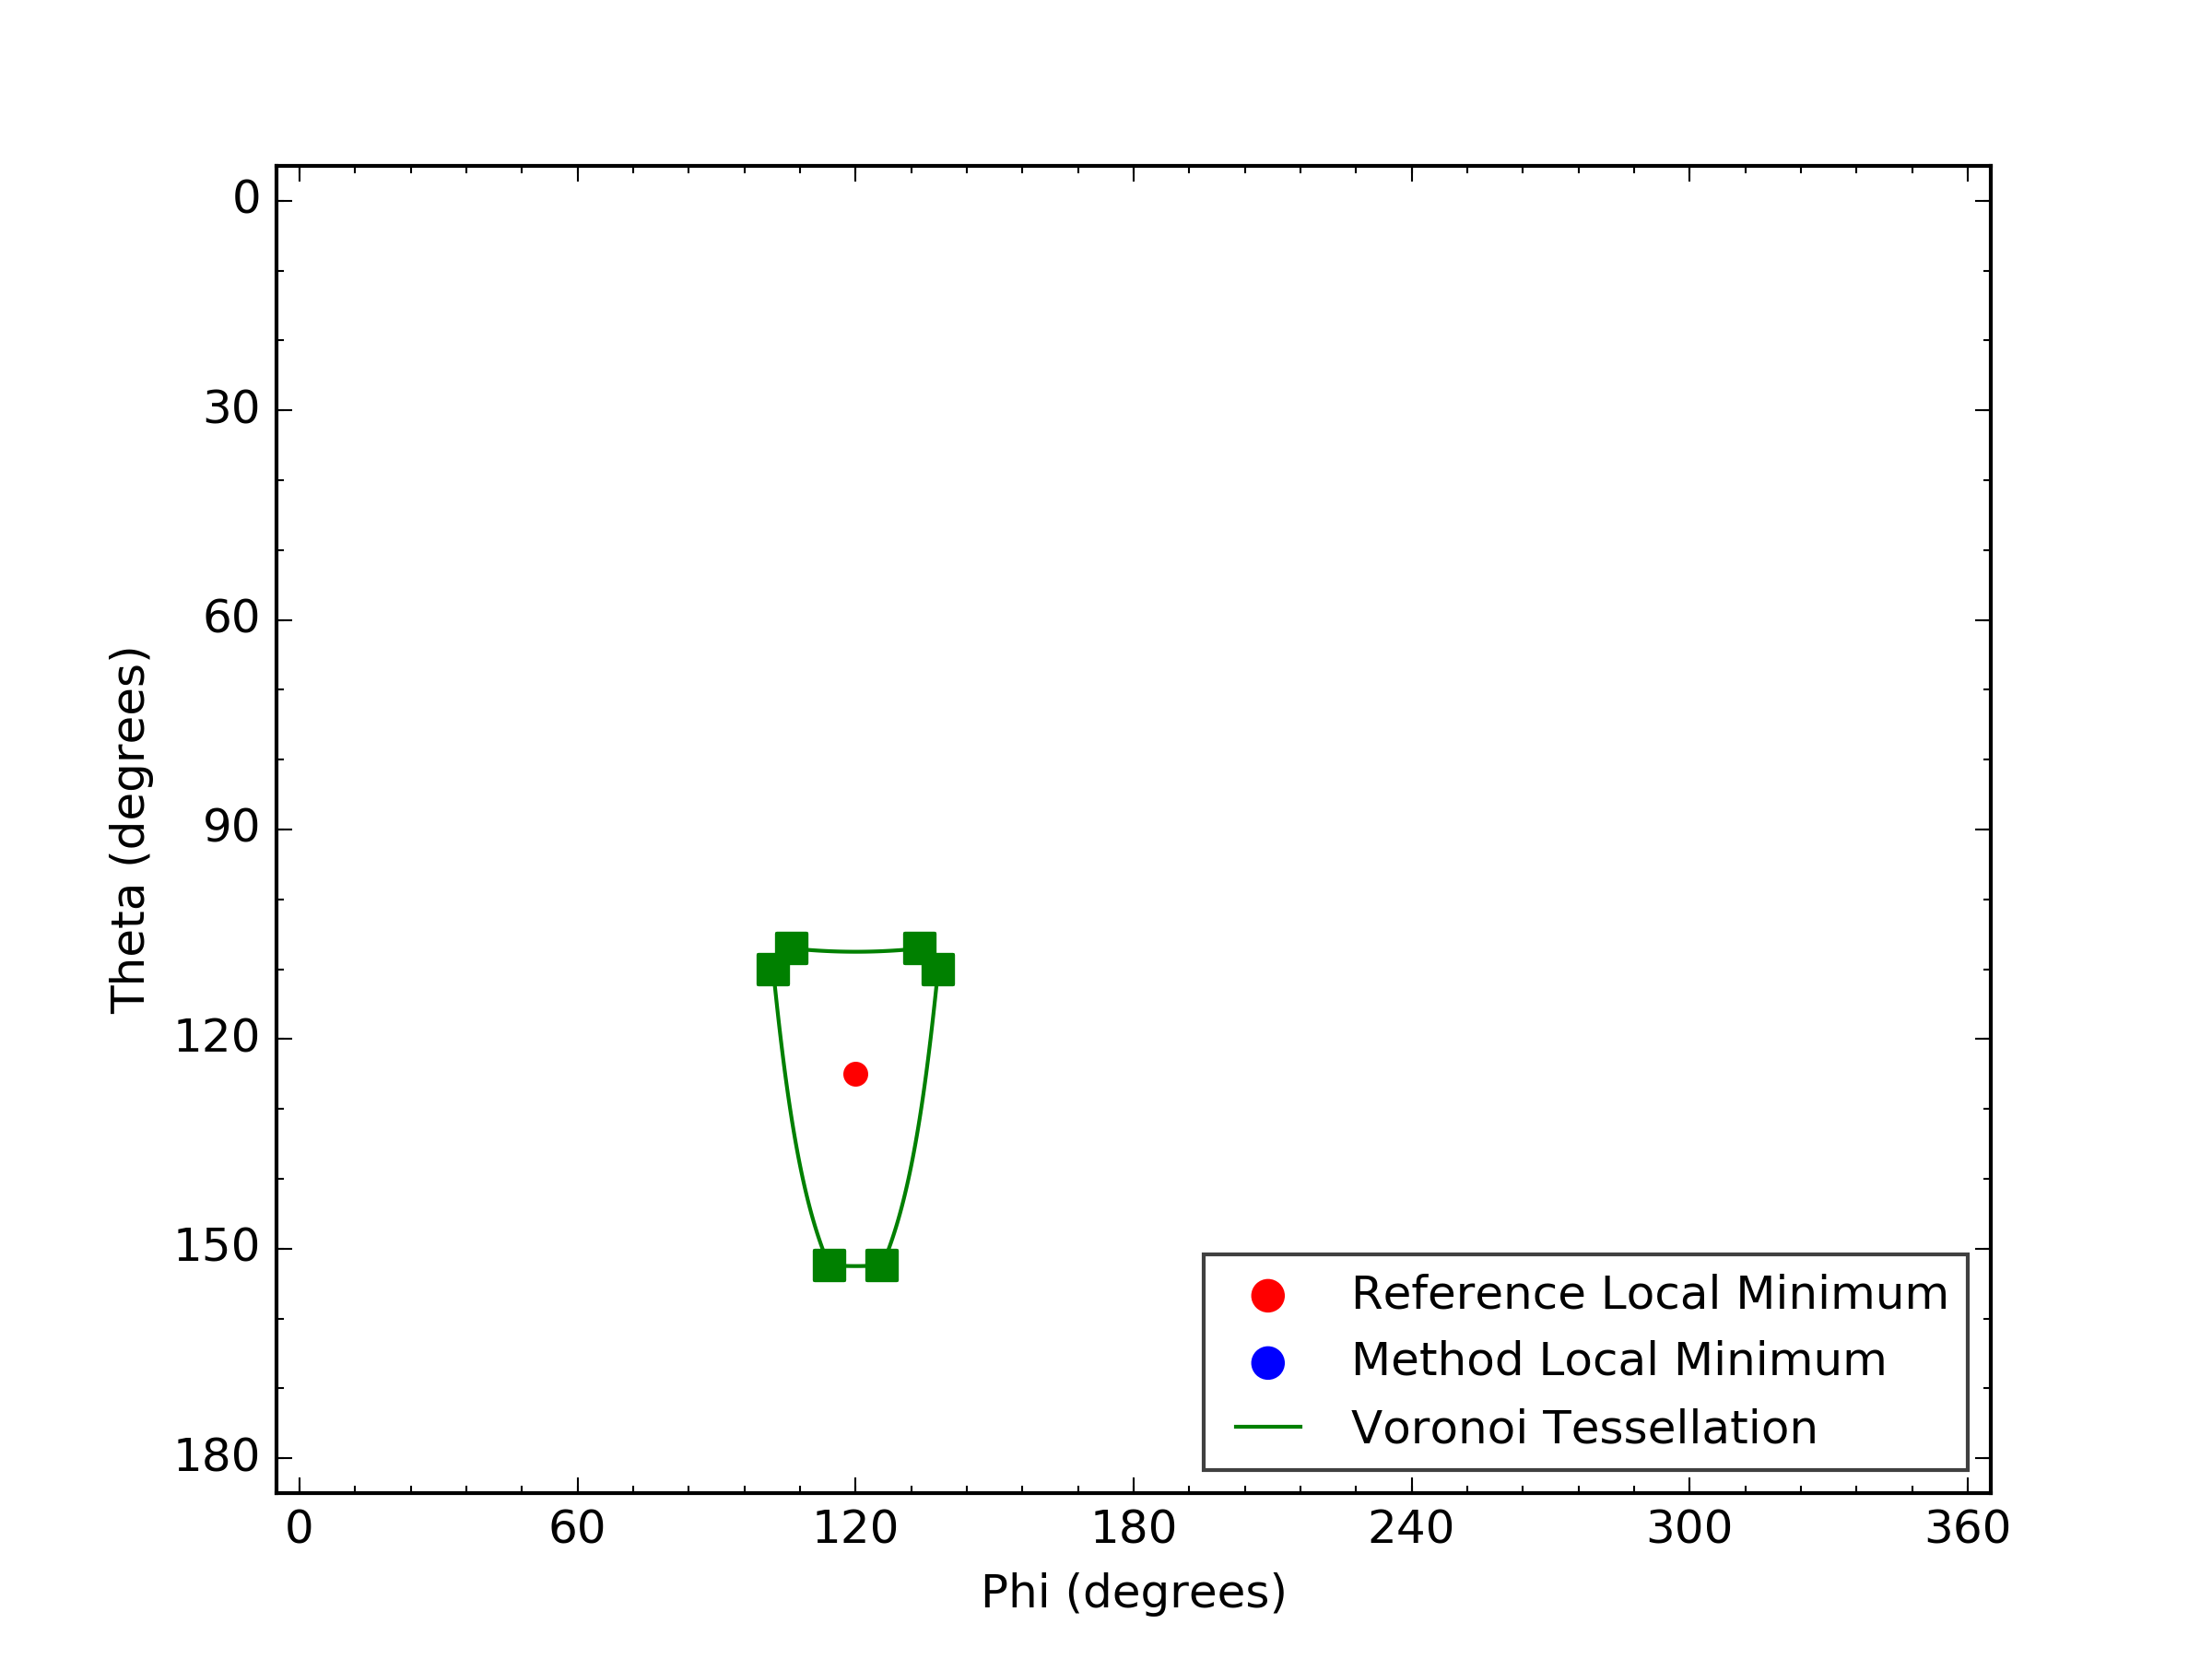 0
30
60
90
120
150
180
Theta (degrees)
0 60 120 180 240 300 360
Phi (degrees)
Reference Local Minimum
Method Local Minimum
Voronoi Tessellation